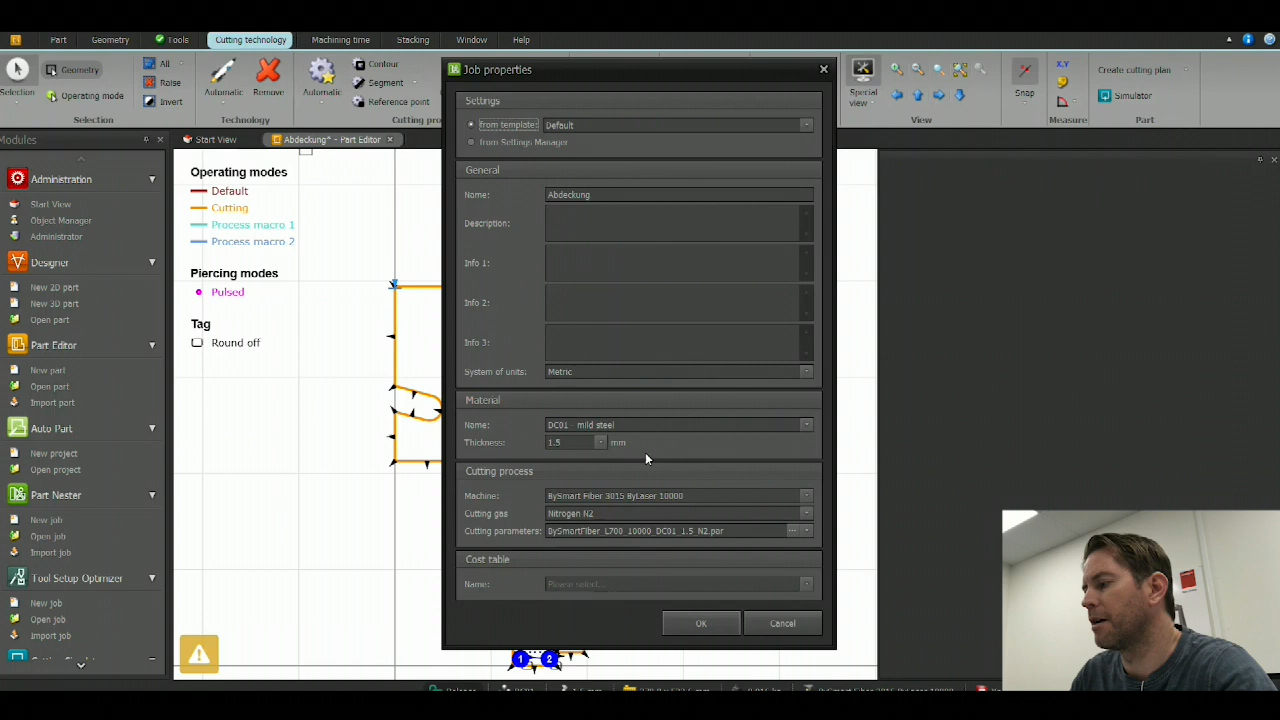 Part Geometry Tools Cutting technology Machining time Stacking Window Help
Selection Geometry Operating mode Selection
All Raise Invert
Automatic Remove Technology
Automatic Contour Segment Reference point Cutting pro
Special view
View
Snap
X,Y
Measure
Create cutting plan
Simulator
Part
Modules
Start View Abdeckung* - Part Editor
Administration
Start View
Object Manager
Administrator
Designer
New 2D part
New 3D part
Open part
Part Editor
New part
Open part
Import part
Auto Part
New project
Open project
Part Nester
New job
Open job
Import job
Tool Setup Optimizer
New job
Open job
Import job
Operating modes
Default
Cutting
Process macro 1
Process macro 2
Piercing modes
Pulsed
Tag
Round off
1 2
Job properties
Settings
from template: Default
from Settings Manager
General
Name: Abdeckung
Description:
Info 1:
Info 2:
Info 3:
System of units: Metric
Material
Name: DC01 - mild steel
Thickness: 1.5 mm
Cutting process
Machine: BySmart Fiber 3015 ByLaser 10000
Cutting gas Nitrogen N2
Cutting parameters: BySmartFiber_L700_10000_DC01_1.5_N2.par
Cost table
Name: Please select...
OK Cancel